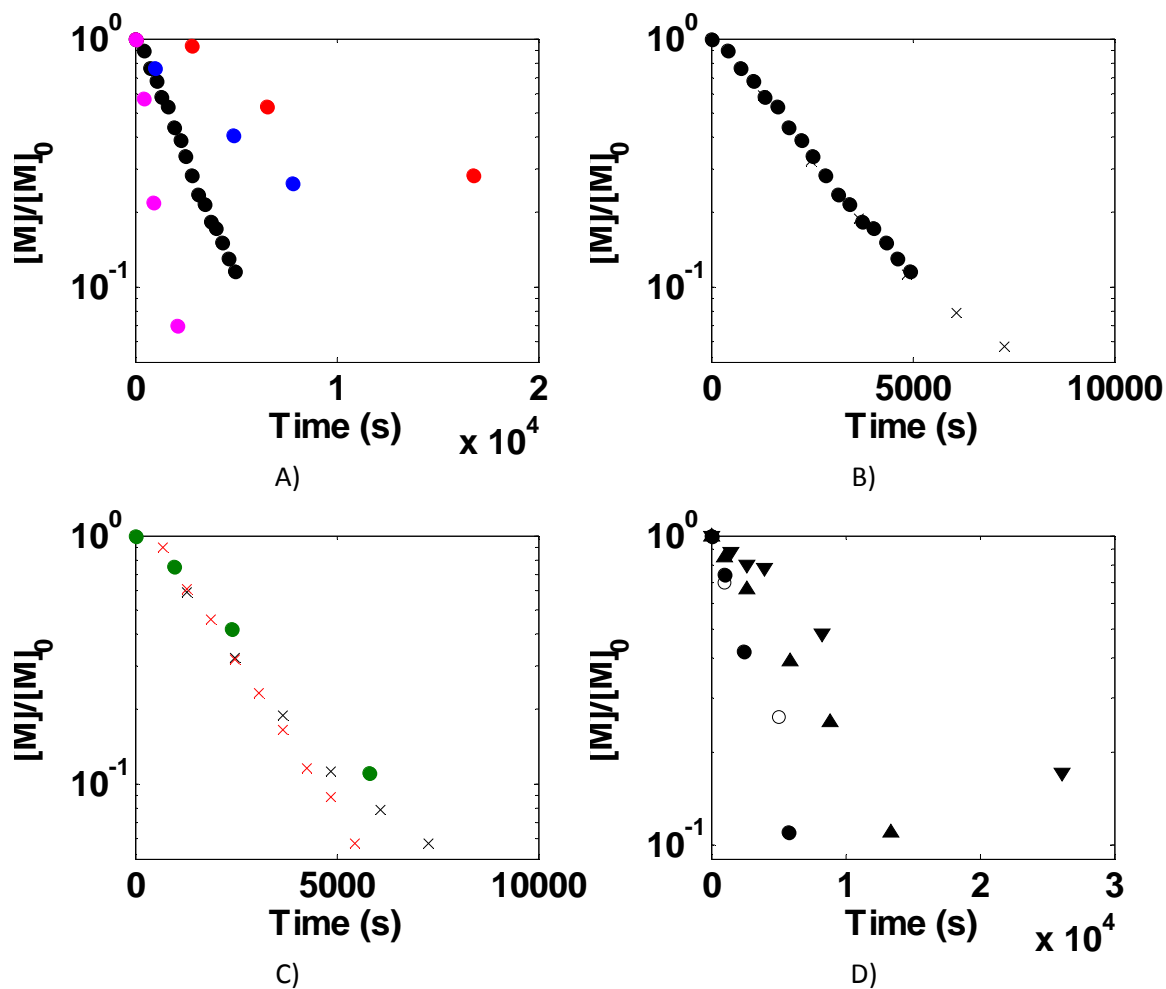 10^0
10^-1
[M]/[M]_0
0 1 2
Time (s)
x 10^4
A)
10^0
10^-1
[M]/[M]_0
0 5000 10000
Time (s)
B)
10^0
10^-1
[M]/[M]_0
0 5000 10000
Time (s)
C)
10^0
10^-1
[M]/[M]_0
0 1 2 3
Time (s)
x 10^4
D)